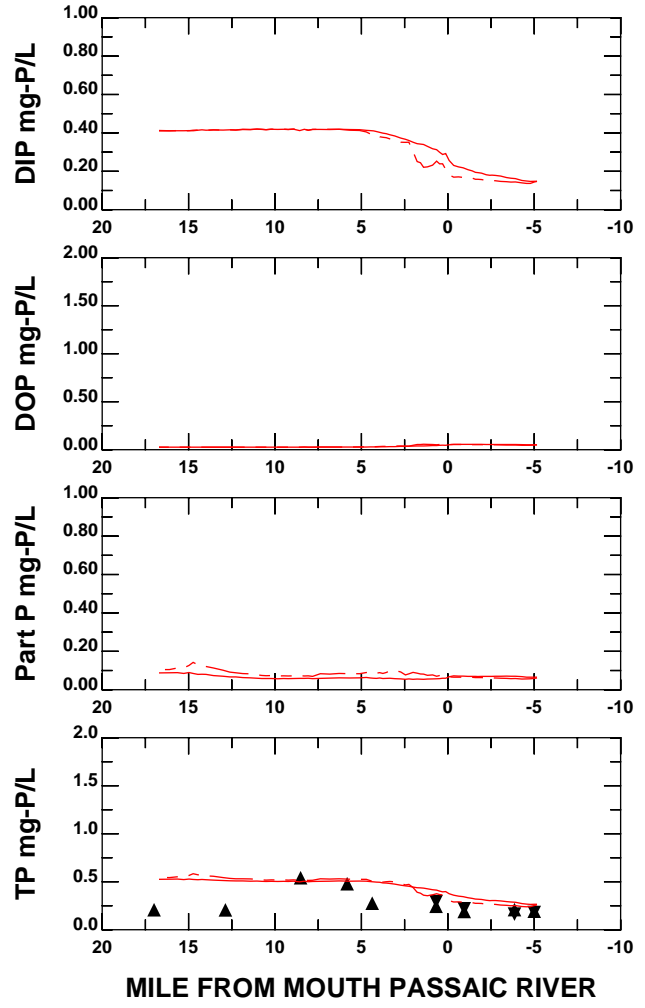 DIP mg-P/L
1.00
0.80
0.60
0.40
0.20
0.00
20 15 10 5 0 -5 -10
DOP mg-P/L
2.00
1.50
1.00
0.50
0.00
20 15 10 5 0 -5 -10
Part P mg-P/L
1.00
0.80
0.60
0.40
0.20
0.00
20 15 10 5 0 -5 -10
TP mg-P/L
2.0
1.5
1.0
0.5
0.0
20 15 10 5 0 -5 -10
MILE FROM MOUTH PASSAIC RIVER